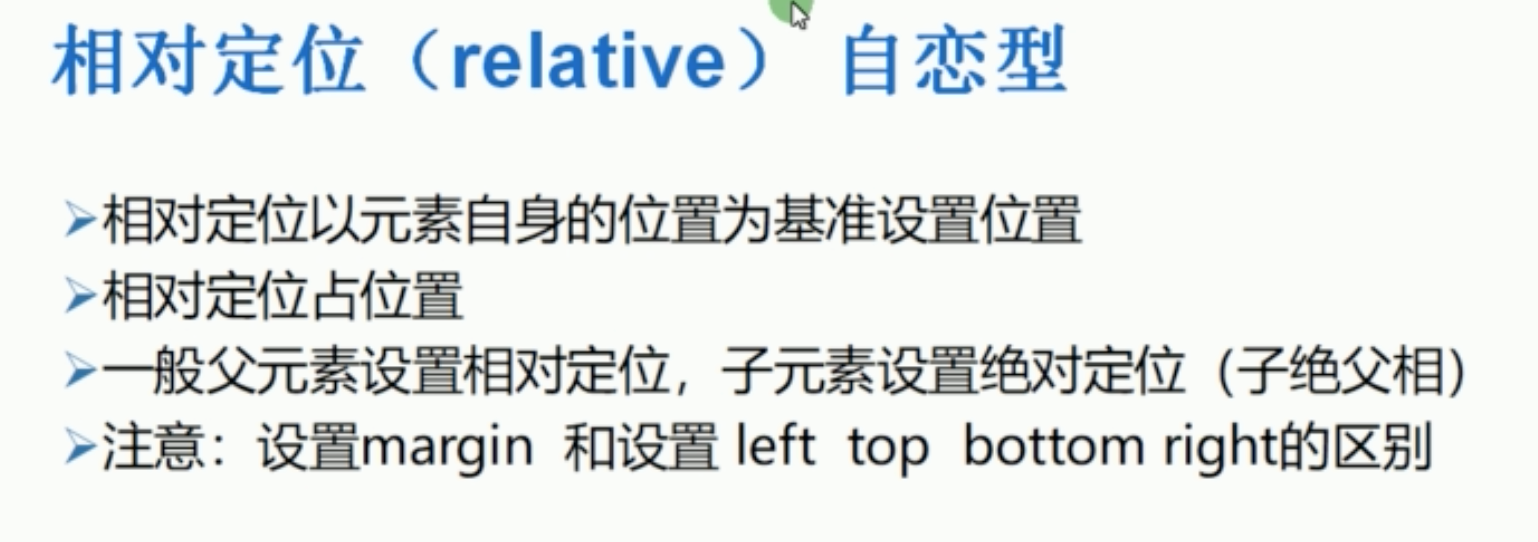 相对定位（relative） 自恋型
➢相对定位以元素自身的位置为基准设置位置
➢相对定位占位置
➢一般父元素设置相对定位，子元素设置绝对定位（子绝父相）
➢注意：设置margin 和设置 left top bottom right的区别